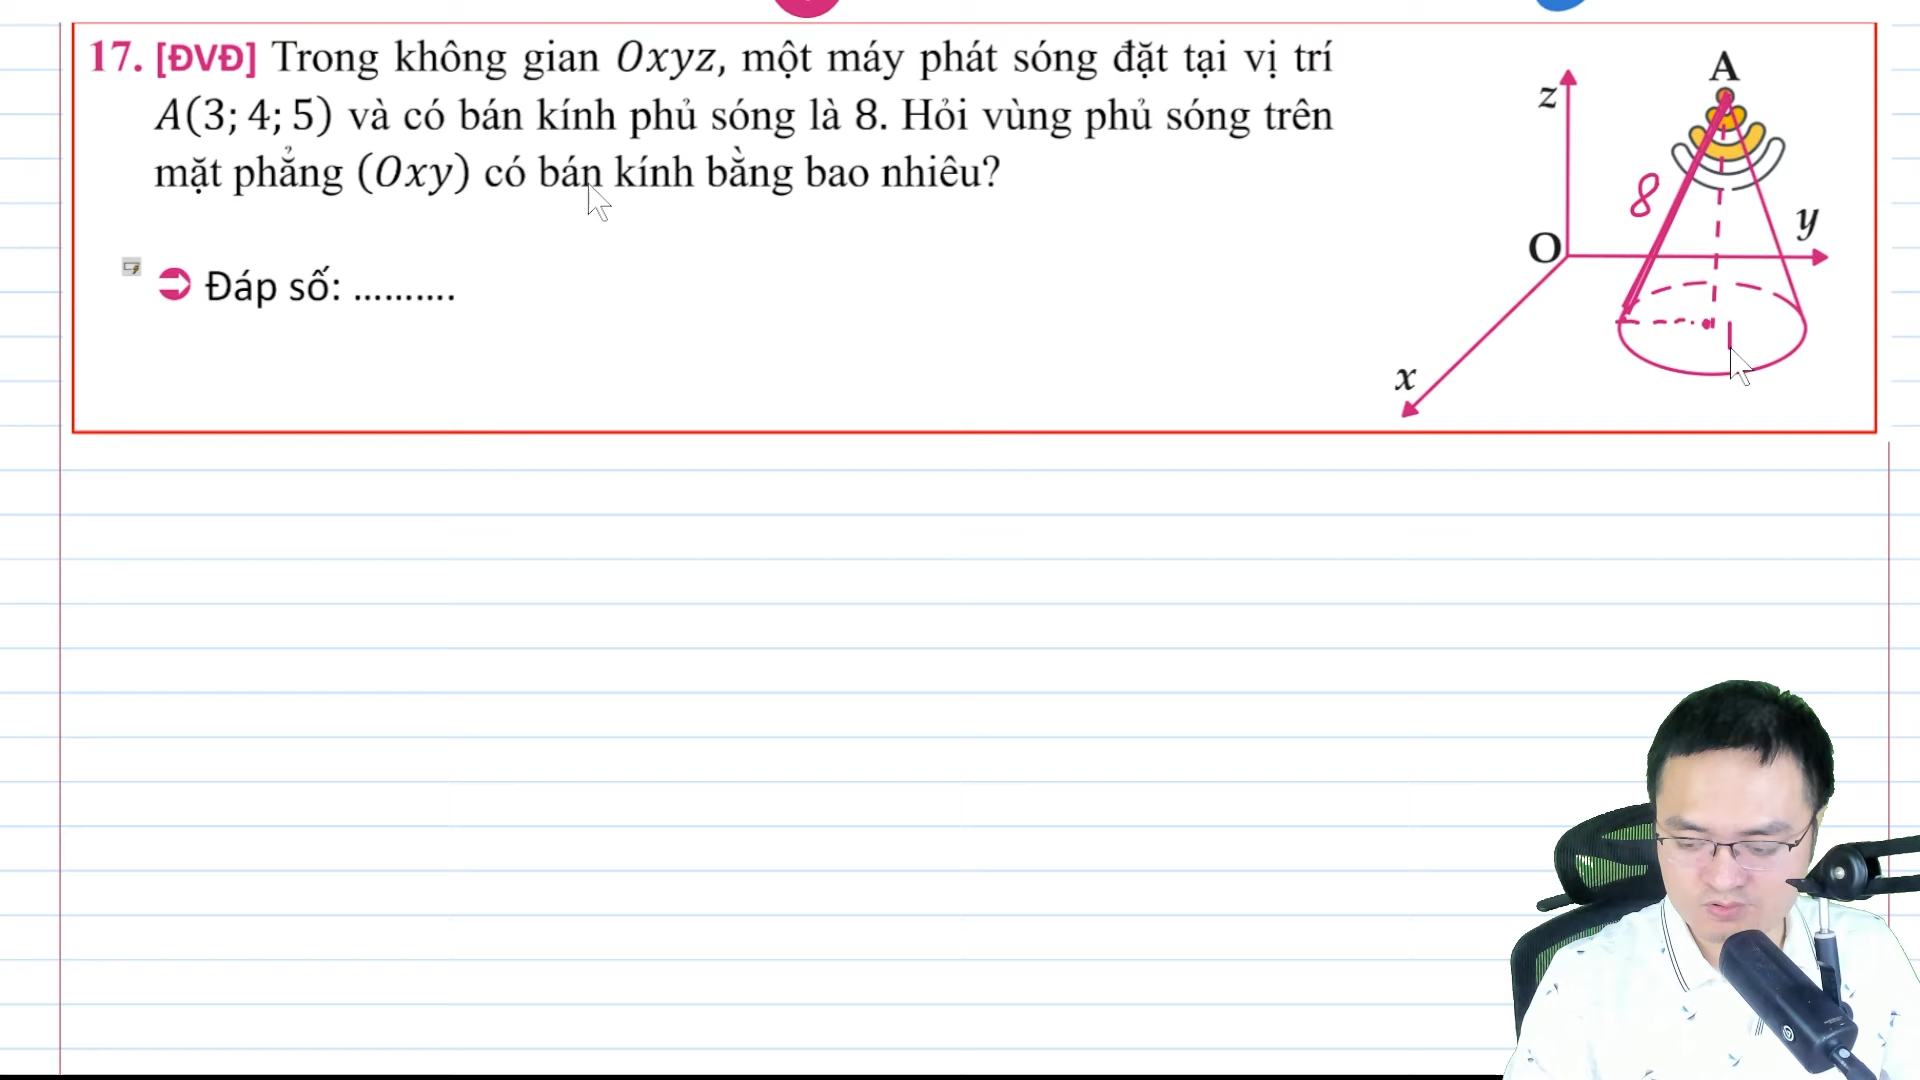 17. [ĐVĐ] Trong không gian Oxyz, một máy phát sóng đặt tại vị trí
A(3; 4; 5) và có bán kính phủ sóng là 8. Hỏi vùng phủ sóng trên
mặt phẳng (Oxy) có bán kính bằng bao nhiêu?
Đáp số: ..........
A
z
8
y
O
x